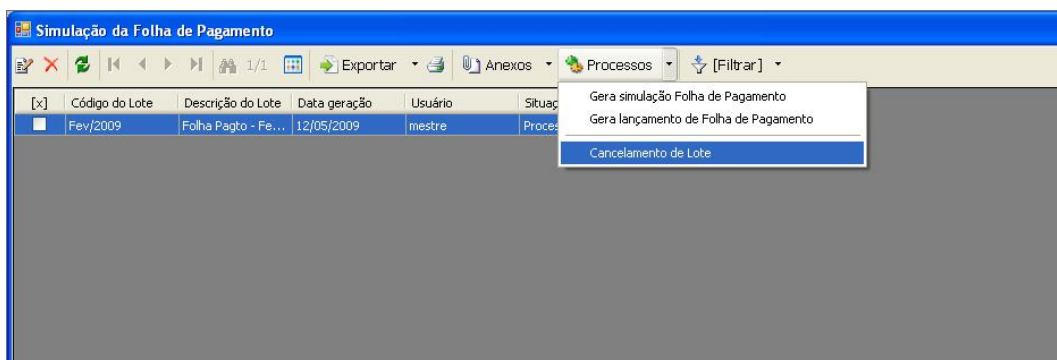 Simulação da Folha de Pagamento
1/1 Exportar Anexos Processos [Filtrar]
[x] Código do Lote Descrição do Lote Data geração Usuário Situaç
Gera simulação Folha de Pagamento
Fev/2009 Folha Pagto - Fe... 12/05/2009 mestre Proces
Gera lançamento de Folha de Pagamento
Cancelamento de Lote